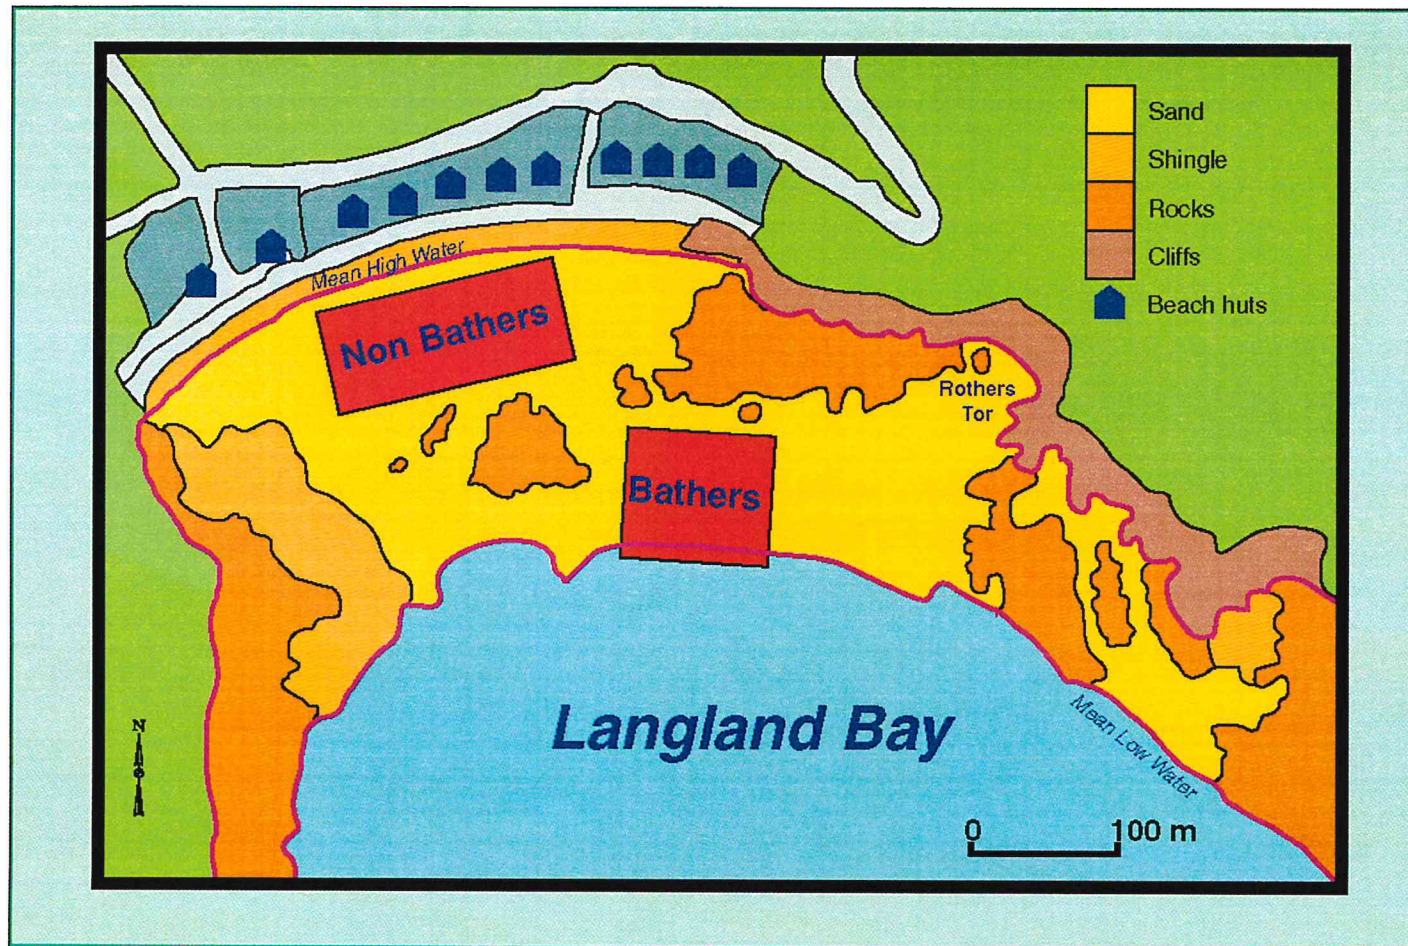 Sand
Shingle
Rocks
Cliffs
Beach huts
Mean High Water
Non Bathers
Rothers
Tor
Bathers
Langland Bay
Mean Low Water
N
0 100 m